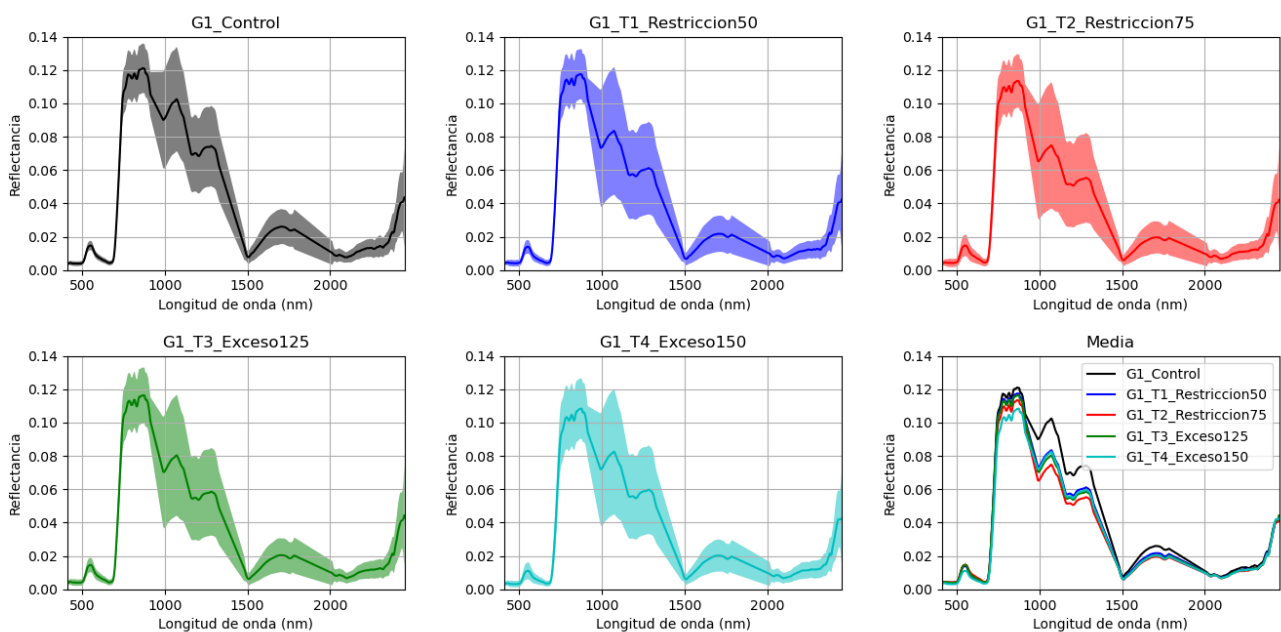 G1_Control
0.14
0.12
0.10
0.08
0.06
0.04
0.02
0.00
Reflectancia
500 1000 1500 2000
Longitud de onda (nm)
G1_T1_Restriccion50
0.14
0.12
0.10
0.08
0.06
0.04
0.02
0.00
Reflectancia
500 1000 1500 2000
Longitud de onda (nm)
G1_T2_Restriccion75
0.14
0.12
0.10
0.08
0.06
0.04
0.02
0.00
Reflectancia
500 1000 1500 2000
Longitud de onda (nm)
G1_T3_Exceso125
0.14
0.12
0.10
0.08
0.06
0.04
0.02
0.00
Reflectancia
500 1000 1500 2000
Longitud de onda (nm)
G1_T4_Exceso150
0.14
0.12
0.10
0.08
0.06
0.04
0.02
0.00
Reflectancia
500 1000 1500 2000
Longitud de onda (nm)
Media
0.14
0.12
0.10
0.08
0.06
0.04
0.02
0.00
Reflectancia
G1_Control
G1_T1_Restriccion50
G1_T2_Restriccion75
G1_T3_Exceso125
G1_T4_Exceso150
500 1000 1500 2000
Longitud de onda (nm)